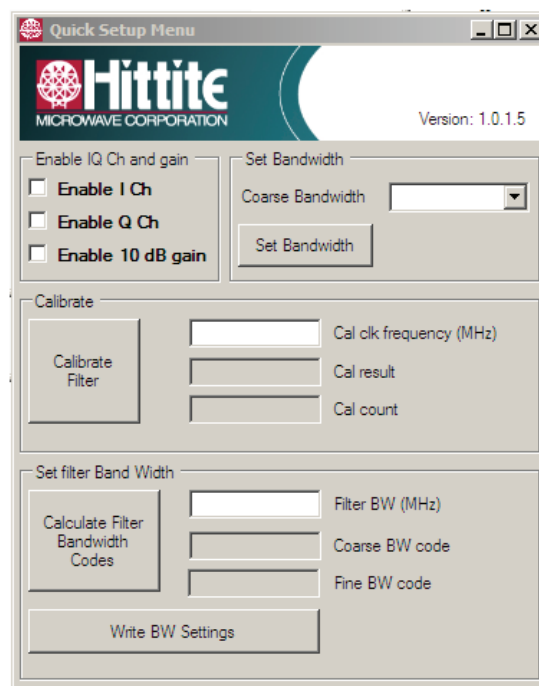 Quick Setup Menu
Hittite
MICROWAVE CORPORATION
Version: 1.0.1.5
Enable IQ Ch and gain
Enable I Ch
Enable Q Ch
Enable 10 dB gain
Set Bandwidth
Coarse Bandwidth
Set Bandwidth
Calibrate
Calibrate
Filter
Cal clk frequency (MHz)
Cal result
Cal count
Set filter Band Width
Calculate Filter
Bandwidth
Codes
Filter BW (MHz)
Coarse BW code
Fine BW code
Write BW Settings